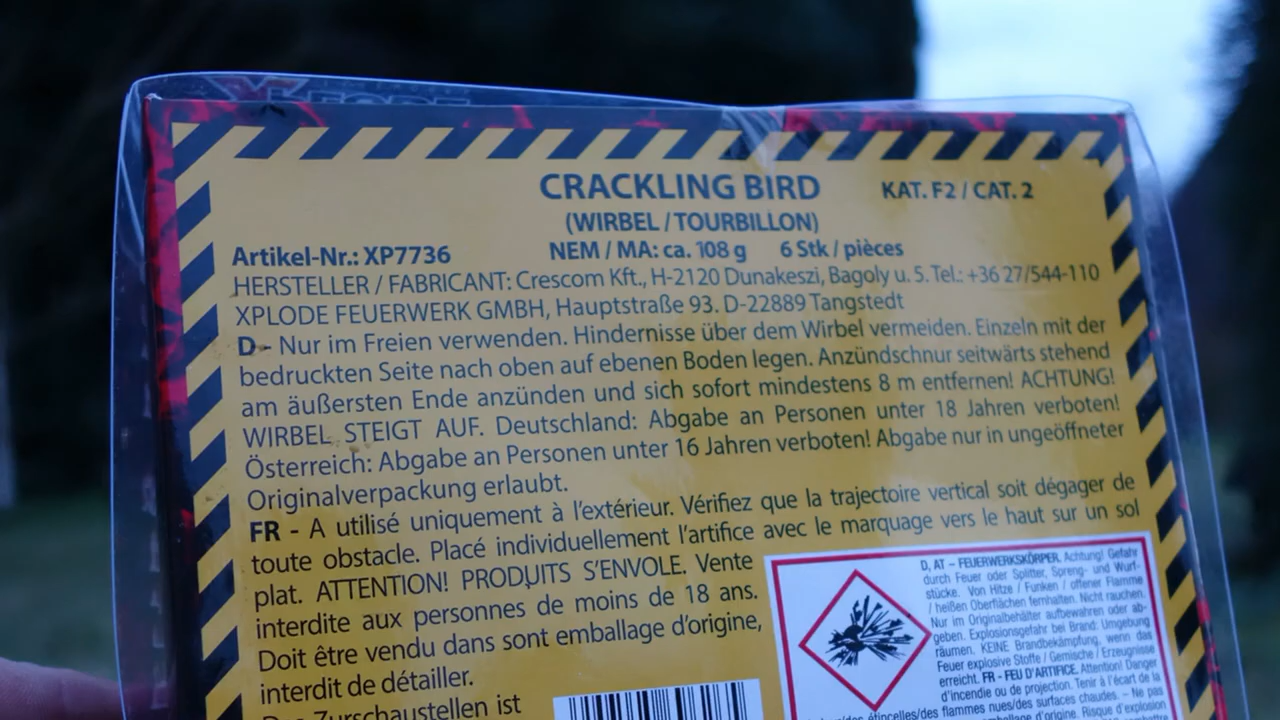 CRACKLING BIRD KAT. F2 / CAT. 2
(WIRBEL / TOURBILLON)
Artikel-Nr.: XP7736 NEM / MA: ca. 108 g 6 Stk / pièces
HERSTELLER / FABRICANT: Crescom Kft., H-2120 Dunakeszi, Bagoly u. 5. Tel.: +36 27/544-110
XPLODE FEUERWERK GMBH, Hauptstraße 93. D-22889 Tangstedt
D - Nur im Freien verwenden. Hindernisse über dem Wirbel vermeiden. Einzeln mit der
bedruckten Seite nach oben auf ebenen Boden legen. Anzündschnur seitwärts stehend
am äußersten Ende anzünden und sich sofort mindestens 8 m entfernen! ACHTUNG!
WIRBEL STEIGT AUF. Deutschland: Abgabe an Personen unter 18 Jahren verboten!
Österreich: Abgabe an Personen unter 16 Jahren verboten! Abgabe nur in ungeöffneter
Originalverpackung erlaubt.
FR - A utilisé uniquement à l'extérieur. Vérifiez que la trajectoire vertical soit dégager de
toute obstacle. Placé individuellement l'artifice avec le marquage vers le haut sur un sol
plat. ATTENTION! PRODUITS S'ENVOLE. Vente
interdite aux personnes de moins de 18 ans.
Doit être vendu dans sont emballage d'origine,
interdit de détailler.
Zurschaustellen ist
D, AT – FEUERWERKSKÖRPER. Achtung! Gefahr
durch Feuer oder Splitter, Spreng- und Wurf-
stücke. Von Hitze / Funken / offener Flamme
/ heißen Oberflächen fernhalten. Nicht rauchen.
Nur im Originalbehälter aufbewahren oder ab-
geben. Explosionsgefahr bei Brand: Umgebung
räumen. KEINE Brandbekämpfung, wenn das
Feuer explosive Stoffe / Gemische / Erzeugnisse
erreicht. FR - FEU D'ARTIFICE. Attention! Danger
d'incendie ou de projection. Tenir à l'écart de la
étincelles/des flammes nues/des surfaces chaudes. – Ne pas
emballage d'origine. Risque d'explosion